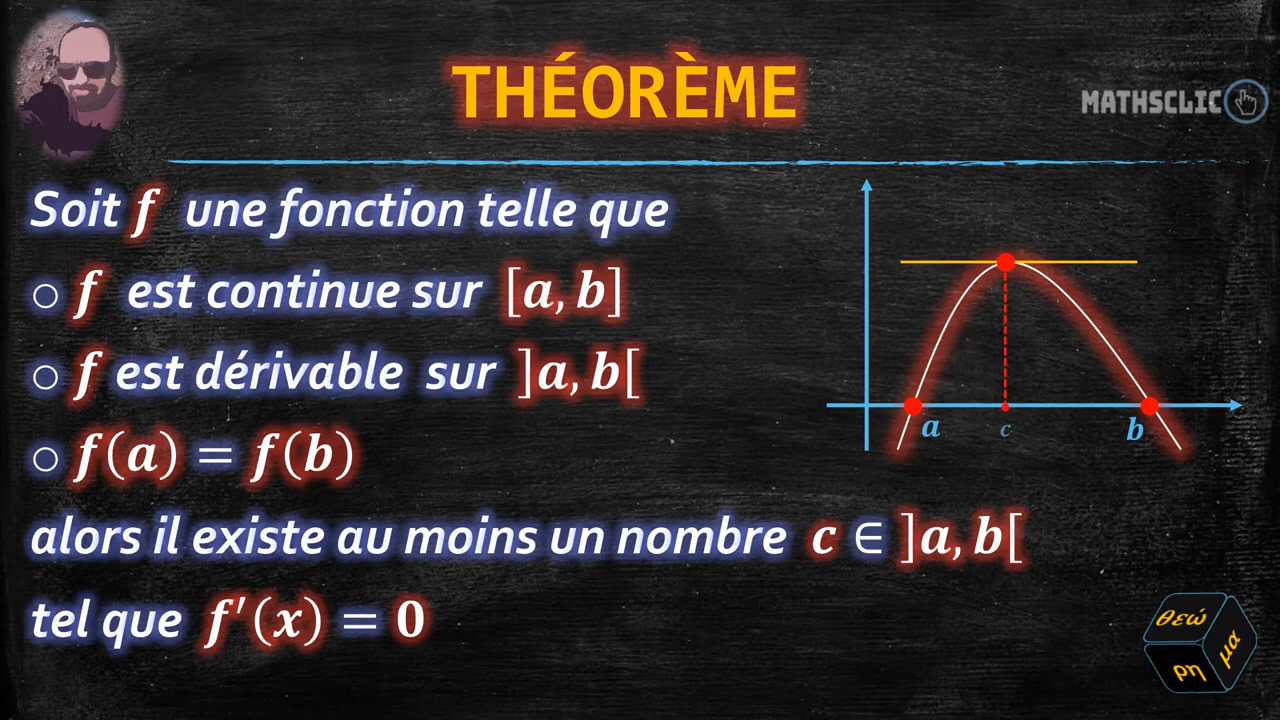 THÉORÈME
MATHSCLIC
Soit f une fonction telle que
○ f est continue sur [a, b]
○ f est dérivable sur ]a, b[
○ f(a) = f(b)
alors il existe au moins un nombre c ∈ ]a, b[
tel que f′(x) = 0
a c b
θεώ
ρη
μα